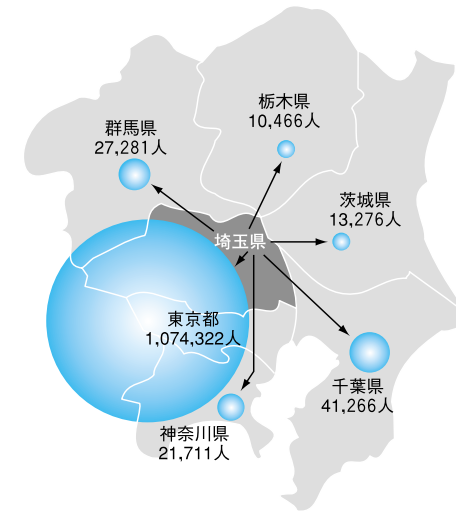 栃木県
10,466人
群馬県
27,281人
茨城県
13,276人
埼玉県
東京都
1,074,322人
千葉県
41,266人
神奈川県
21,711人